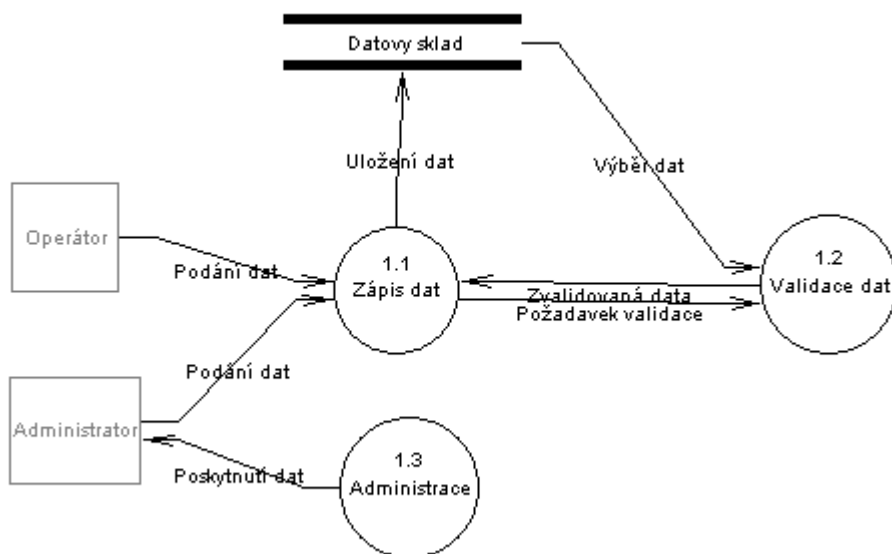 Datovy sklad
Uložení dat
Výběr dat
Operátor
Podání dat
1.1
Zápis dat
Zvalidovaná data
Požadavek validace
1.2
Validace dat
Podání dat
Administrator
Poskytnutí dat
1.3
Administrace